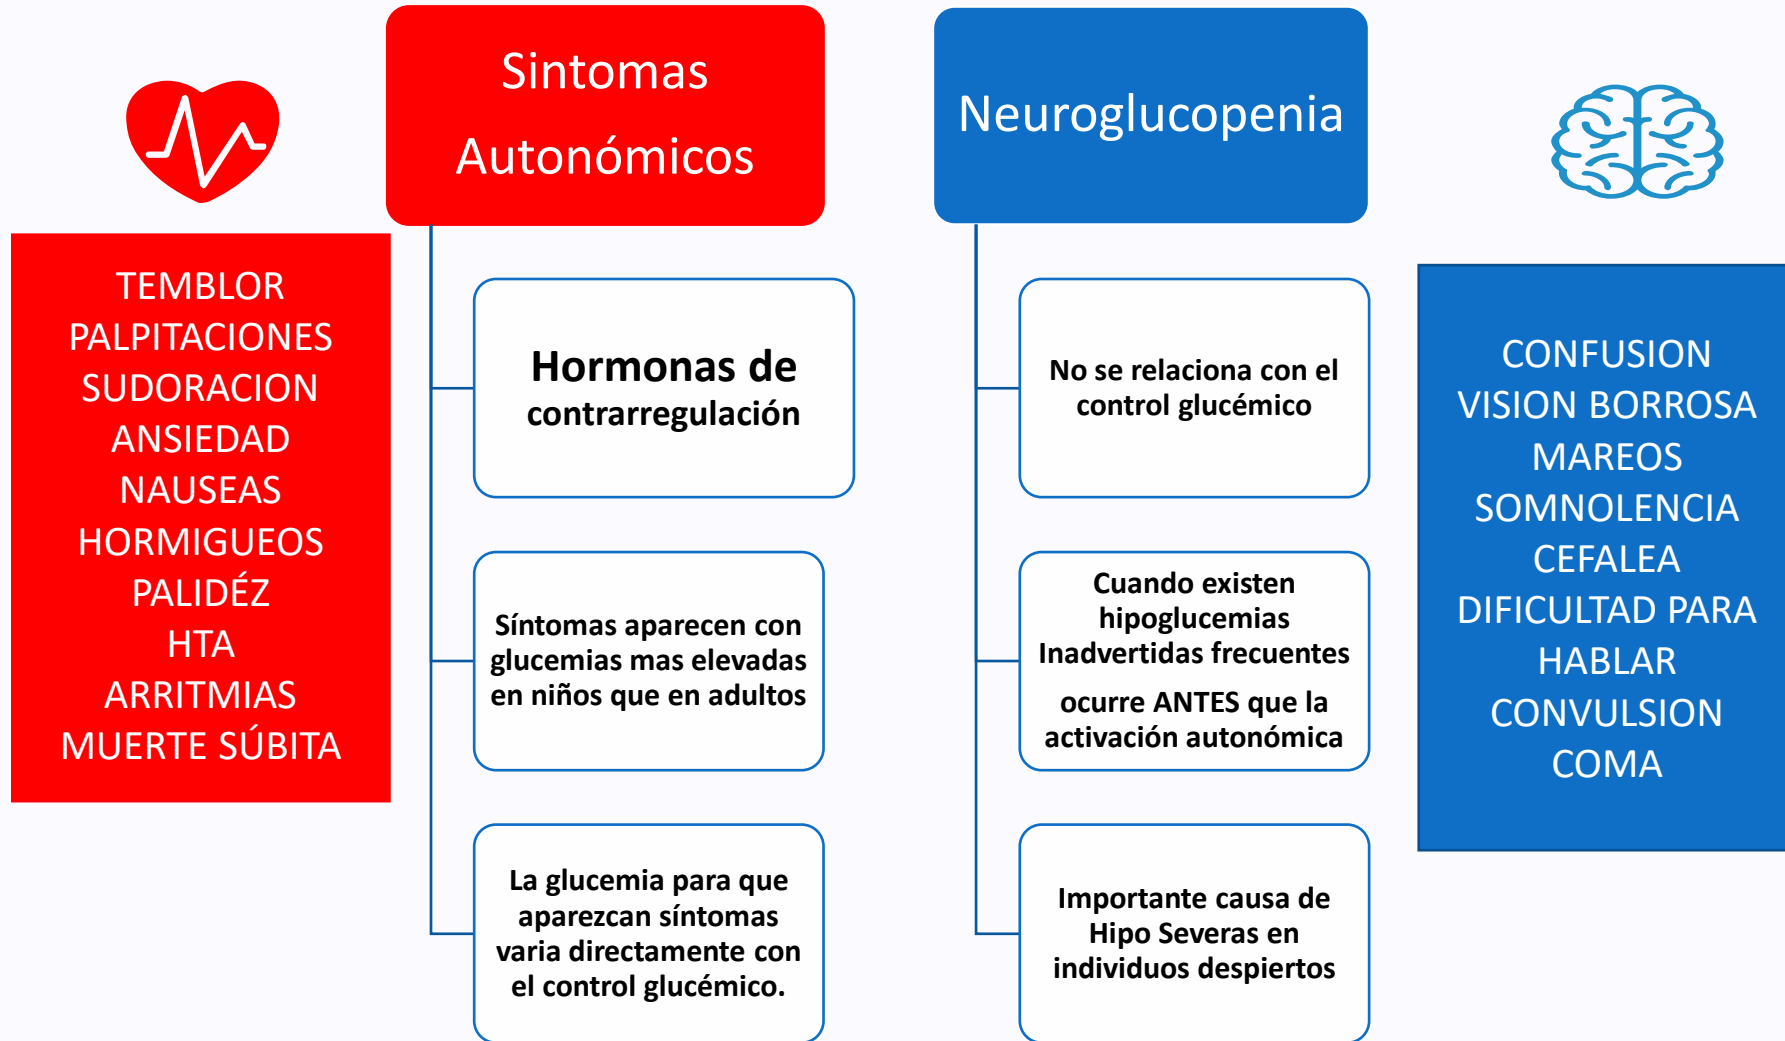 Sintomas
Autonómicos
TEMBLOR
PALPITACIONES
SUDORACION
ANSIEDAD
NAUSEAS
HORMIGUEOS
PALIDÉZ
HTA
ARRITMIAS
MUERTE SÚBITA
Hormonas de
contrarregulación
Síntomas aparecen con
glucemias mas elevadas
en niños que en adultos
La glucemia para que
aparezcan síntomas
varia directamente con
el control glucémico.
Neuroglucopenia
No se relaciona con el
control glucémico
Cuando existen
hipoglucemias
Inadvertidas frecuentes
ocurre ANTES que la
activación autonómica
Importante causa de
Hipo Severas en
individuos despiertos
CONFUSION
VISION BORROSA
MAREOS
SOMNOLENCIA
CEFALEA
DIFICULTAD PARA
HABLAR
CONVULSION
COMA